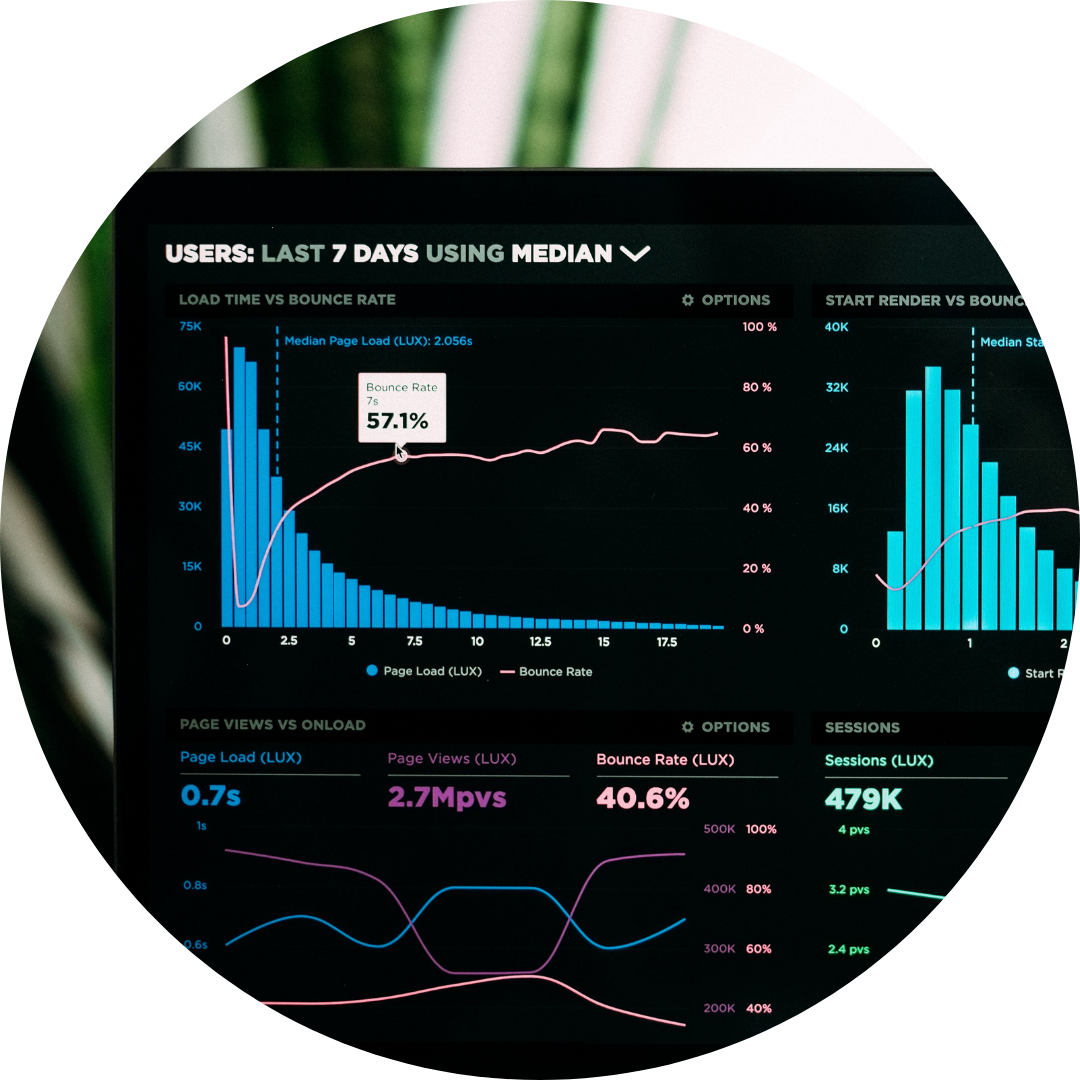 USERS: LAST 7 DAYS USING MEDIAN
LOAD TIME VS BOUNCE RATE
OPTIONS
75K
60K
45K
30K
15K
0
Median Page Load (LUX): 2.056s
Bounce Rate
7s
57.1%
100 %
80 %
60 %
40 %
20 %
0 %
0 2.5 5 7.5 10 12.5 15 17.5
Page Load (LUX) Bounce Rate
START RENDER VS BOUNC
40K
32K
24K
16K
8K
0
Median Sta
0 1 2
Start R
PAGE VIEWS VS ONLOAD
OPTIONS
Page Load (LUX) Page Views (LUX) Bounce Rate (LUX)
0.7s 2.7Mpvs 40.6%
1s
0.8s
0.6s
500K 100%
400K 80%
300K 60%
200K 40%
SESSIONS
Sessions (LUX)
479K
4 pvs
3.2 pvs
2.4 pvs